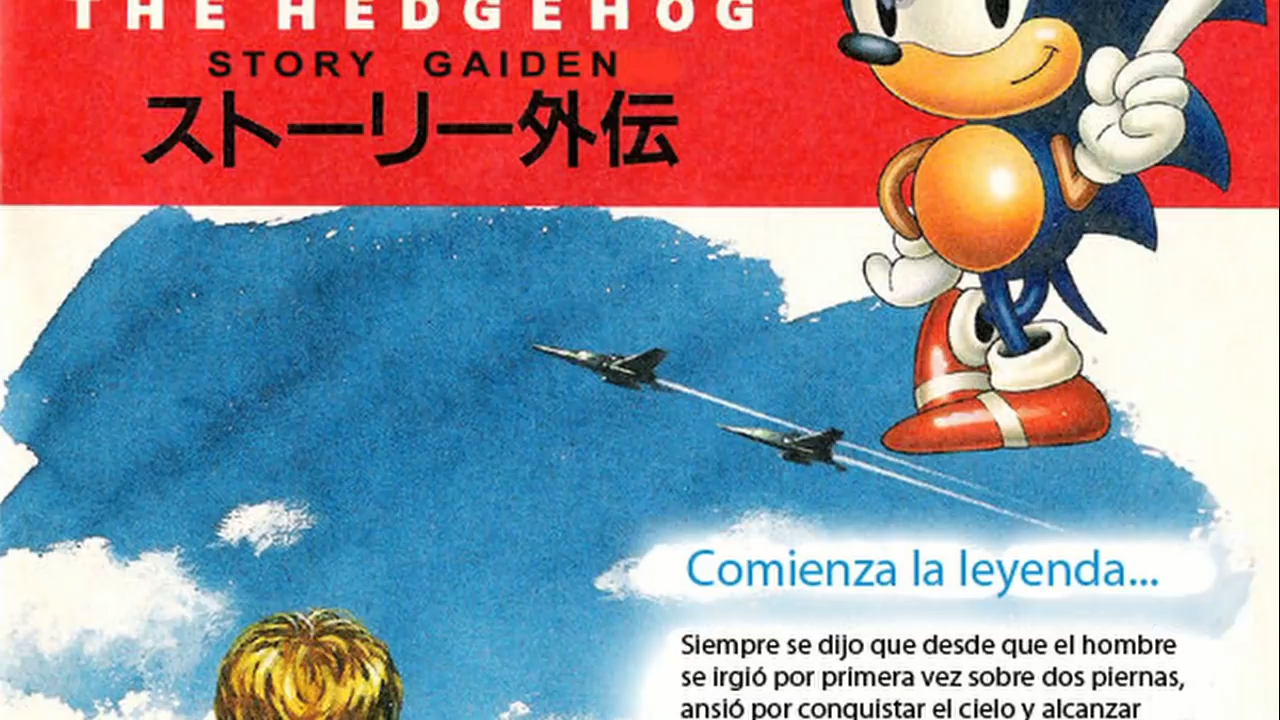 THE HEDGEHOG
STORY GAIDEN
ストーリー外伝
Comienza la leyenda...
Siempre se dijo que desde que el hombre
se irgió por primera vez sobre dos piernas,
ansió por conquistar el cielo y alcanzar